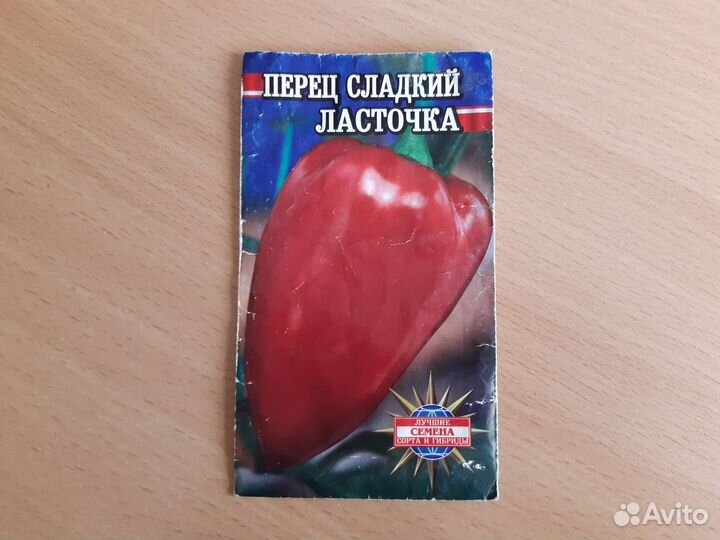 ПЕРЕЦ СЛАДКИЙ
ЛАСТОЧКА
ЛУЧШИЕ
СЕМЕНА
СОРТА И ГИБРИДЫ
Avito